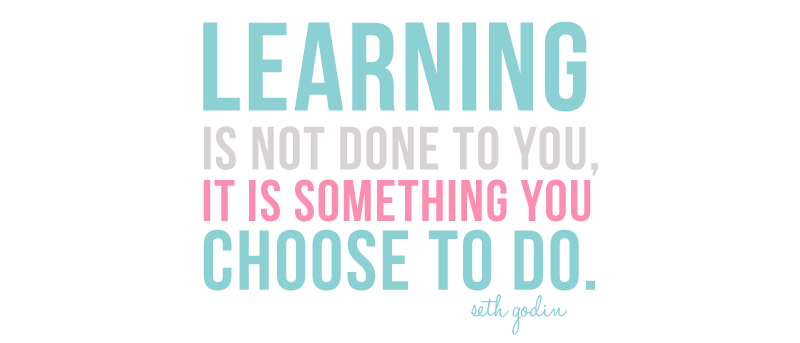 LEARNING
IS NOT DONE TO YOU,
IT IS SOMETHING YOU
CHOOSE TO DO.
seth godin